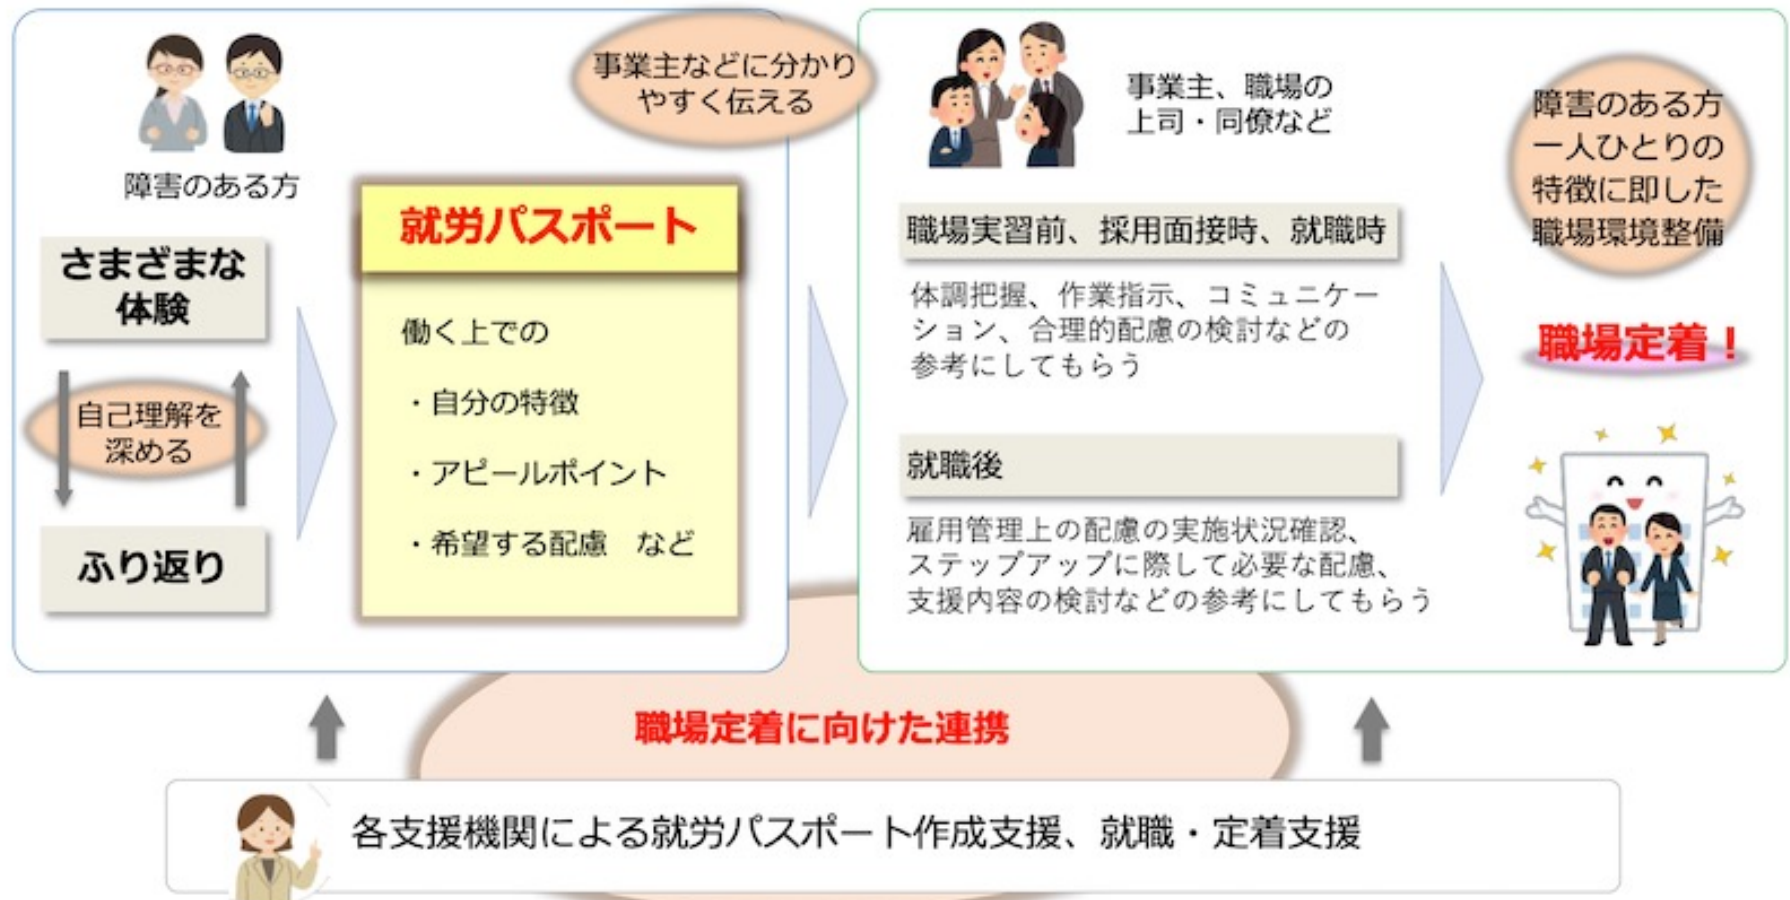 障害のある方
さまざまな
体験
自己理解を
深める
ふり返り
事業主などに分かり
やすく伝える
就労パスポート
働く上での
・自分の特徴
・アピールポイント
・希望する配慮　など
事業主、職場の
上司・同僚など
職場実習前、採用面接時、就職時
体調把握、作業指示、コミュニケー
ション、合理的配慮の検討などの
参考にしてもらう
就職後
雇用管理上の配慮の実施状況確認、
ステップアップに際して必要な配慮、
支援内容の検討などの参考にしてもらう
障害のある方
一人ひとりの
特徴に即した
職場環境整備
職場定着！
職場定着に向けた連携
各支援機関による就労パスポート作成支援、就職・定着支援